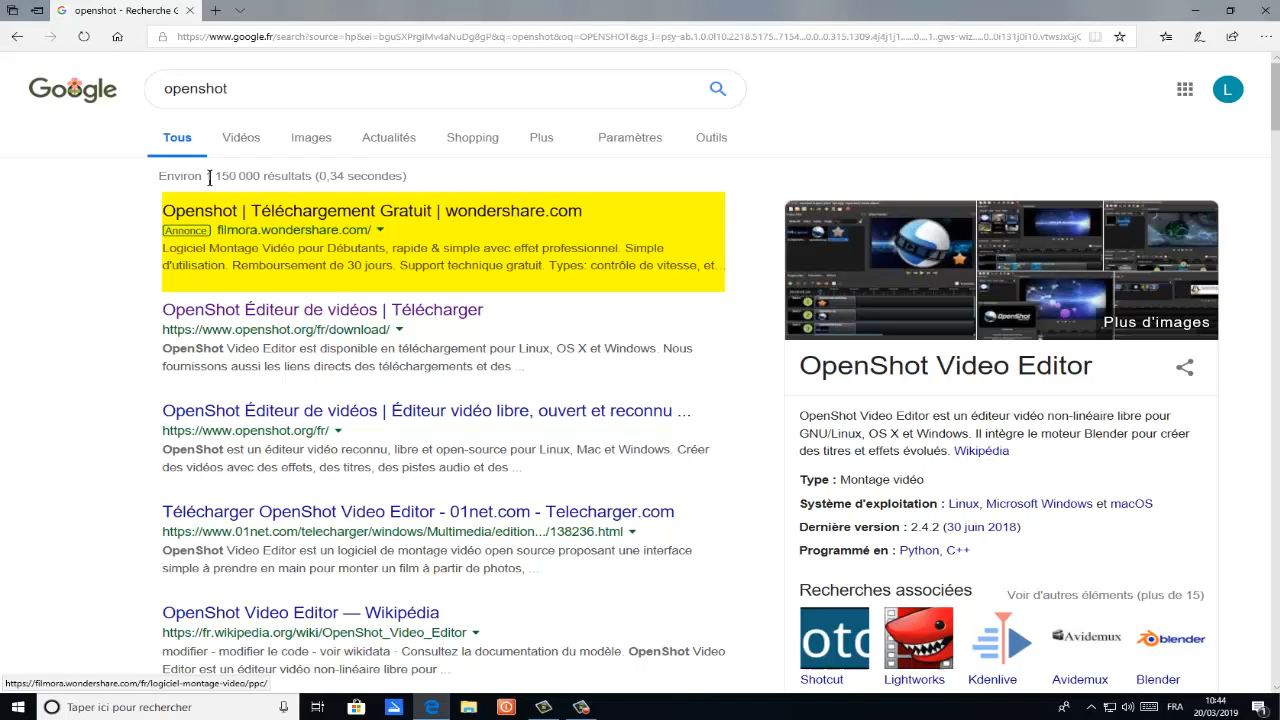 openshot - Recherche G
https://www.google.fr/search?source=hp&ei=bguSXPrgIMv4aNuDg8gP&q=openshot&oq=OPENSHOT&gs_l=psy-ab.1.0.0l10.2218.5175..7154...0.0..0.315.1309.4j4j1j1......0....1..gws-wiz.....0..0i131j0i10.vtwsJxGjC
Google
openshot
L
Tous
Vidéos
Images
Actualités
Shopping
Plus
Paramètres
Outils
Environ 150 000 résultats (0,34 secondes)
Openshot | Téléchargement Gratuit | wondershare.com
Annonce filmora.wondershare.com/
Logiciel Montage Vidéo pour Débutants, rapide & simple avec effet professionnel. Simple
d'utilisation. Remboursement de 30 jours. Support technique gratuit. Types: contrôle de vitesse, et...
OpenShot Éditeur de vidéos | Télécharger
https://www.openshot.org/fr/download/
OpenShot Video Editor est disponible en téléchargement pour Linux, OS X et Windows. Nous
fournissons aussi les liens directs des téléchargements et des ...
OpenShot Éditeur de vidéos | Éditeur vidéo libre, ouvert et reconnu ...
https://www.openshot.org/fr/
OpenShot est un éditeur vidéo reconnu, libre et open-source pour Linux, Mac et Windows. Créer
des vidéos avec des effets, des titres, des pistes audio et des ...
Télécharger OpenShot Video Editor - 01net.com - Telecharger.com
https://www.01net.com/telecharger/windows/Multimedia/edition.../138236.html
OpenShot Video Editor est un logiciel de montage vidéo open source proposant une interface
simple à prendre en main pour monter un film à partir de photos, ...
OpenShot Video Editor — Wikipédia
https://fr.wikipedia.org/wiki/OpenShot_Video_Editor
modifier - modifier le code - voir wikidata · Consultez la documentation du modèle. OpenShot Video
Editor est un éditeur vidéo non-linéaire libre pour ...
https://filmora.wondershare.com/fr/logiciel-montage-video/ppc/
OpenShot
Plus d'images
OpenShot Video Editor
OpenShot Video Editor est un éditeur vidéo non-linéaire libre pour
GNU/Linux, OS X et Windows. Il intègre le moteur Blender pour créer
des titres et effets évolués. Wikipédia
Type : Montage vidéo
Système d'exploitation : Linux, Microsoft Windows et macOS
Dernière version : 2.4.2 (30 juin 2018)
Programmé en : Python, C++
Recherches associées
Voir d'autres éléments (plus de 15)
otc
Avidemux
blender
Shotcut
Lightworks
Kdenlive
Avidemux
Blender
Taper ici pour rechercher
FRA
10:44
20/03/2019
1